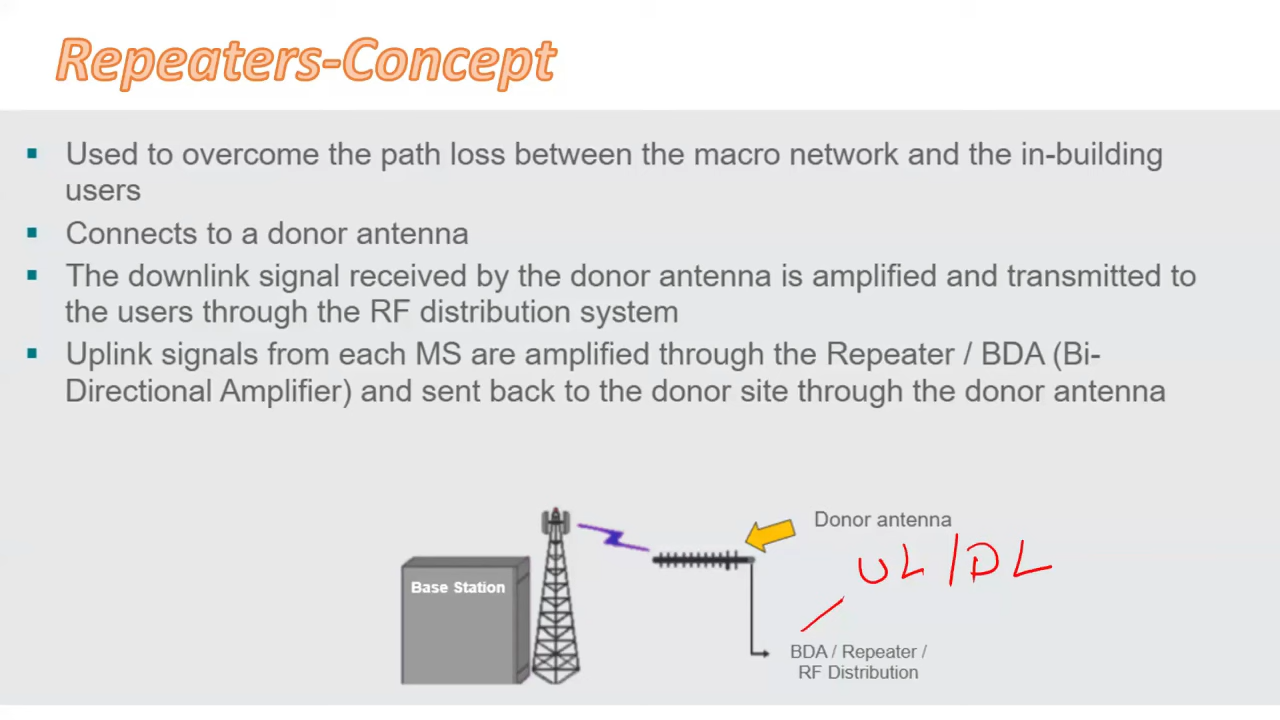 Repeaters-Concept
▪ Used to overcome the path loss between the macro network and the in-building
users
▪ Connects to a donor antenna
▪ The downlink signal received by the donor antenna is amplified and transmitted to
the users through the RF distribution system
▪ Uplink signals from each MS are amplified through the Repeater / BDA (Bi-
Directional Amplifier) and sent back to the donor site through the donor antenna
Donor antenna
UL/DL
Base Station
BDA / Repeater /
RF Distribution